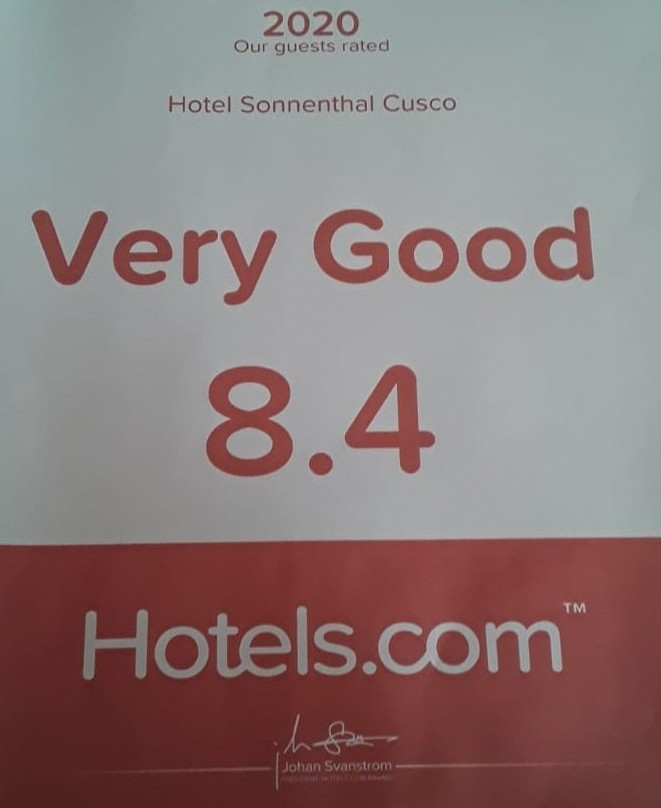 2020
Our guests rated
Hotel Sonnenthal Cusco
Very Good
8.4
Hotels.com™
Johan Svanstrom